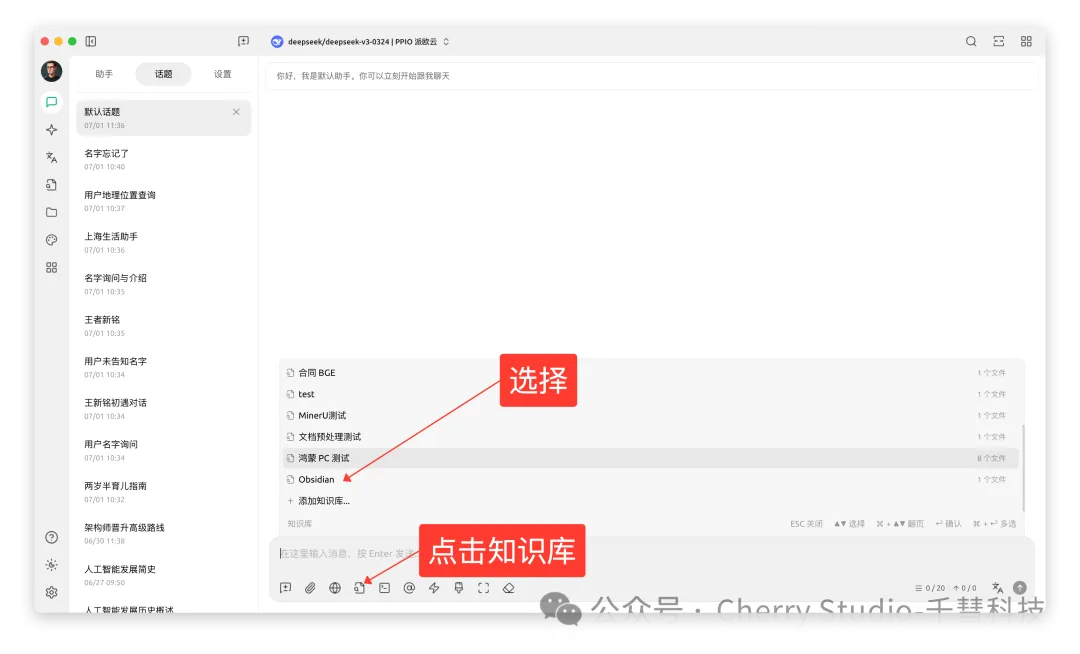 deepseek/deepseek-v3-0324 | PPIO 派欧云
助手
话题
设置
你好，我是默认助手。你可以立刻开始跟我聊天
默认话题
07/01 11:36
名字忘记了
07/01 10:40
用户地理位置查询
07/01 10:37
上海生活助手
07/01 10:36
名字询问与介绍
07/01 10:35
王者新铭
07/01 10:35
用户未告知名字
07/01 10:34
王新铭初遇对话
07/01 10:34
用户名字询问
07/01 10:34
两岁半育儿指南
07/01 10:32
架构师晋升高级路线
06/30 11:38
人工智能发展简史
06/27 09:50
人工智能发展历史概述
合同 BGE 1 个文件
选择
test 1 个文件
MinerU测试 1 个文件
文档预处理测试 1 个文件
鸿蒙 PC 测试 8 个文件
Obsidian 1 个文件
+ 添加知识库...
知识库 ESC 关闭 ▲▼ 选择 ⌘ + ▲▼ 翻页 ↩ 确认 ⌘ + ↩ 多选
在这里输入消息，按 Enter 发送
点击知识库
0 / 20 ↑ 0 / 0
公众号 · Cherry Studio-千彗科技